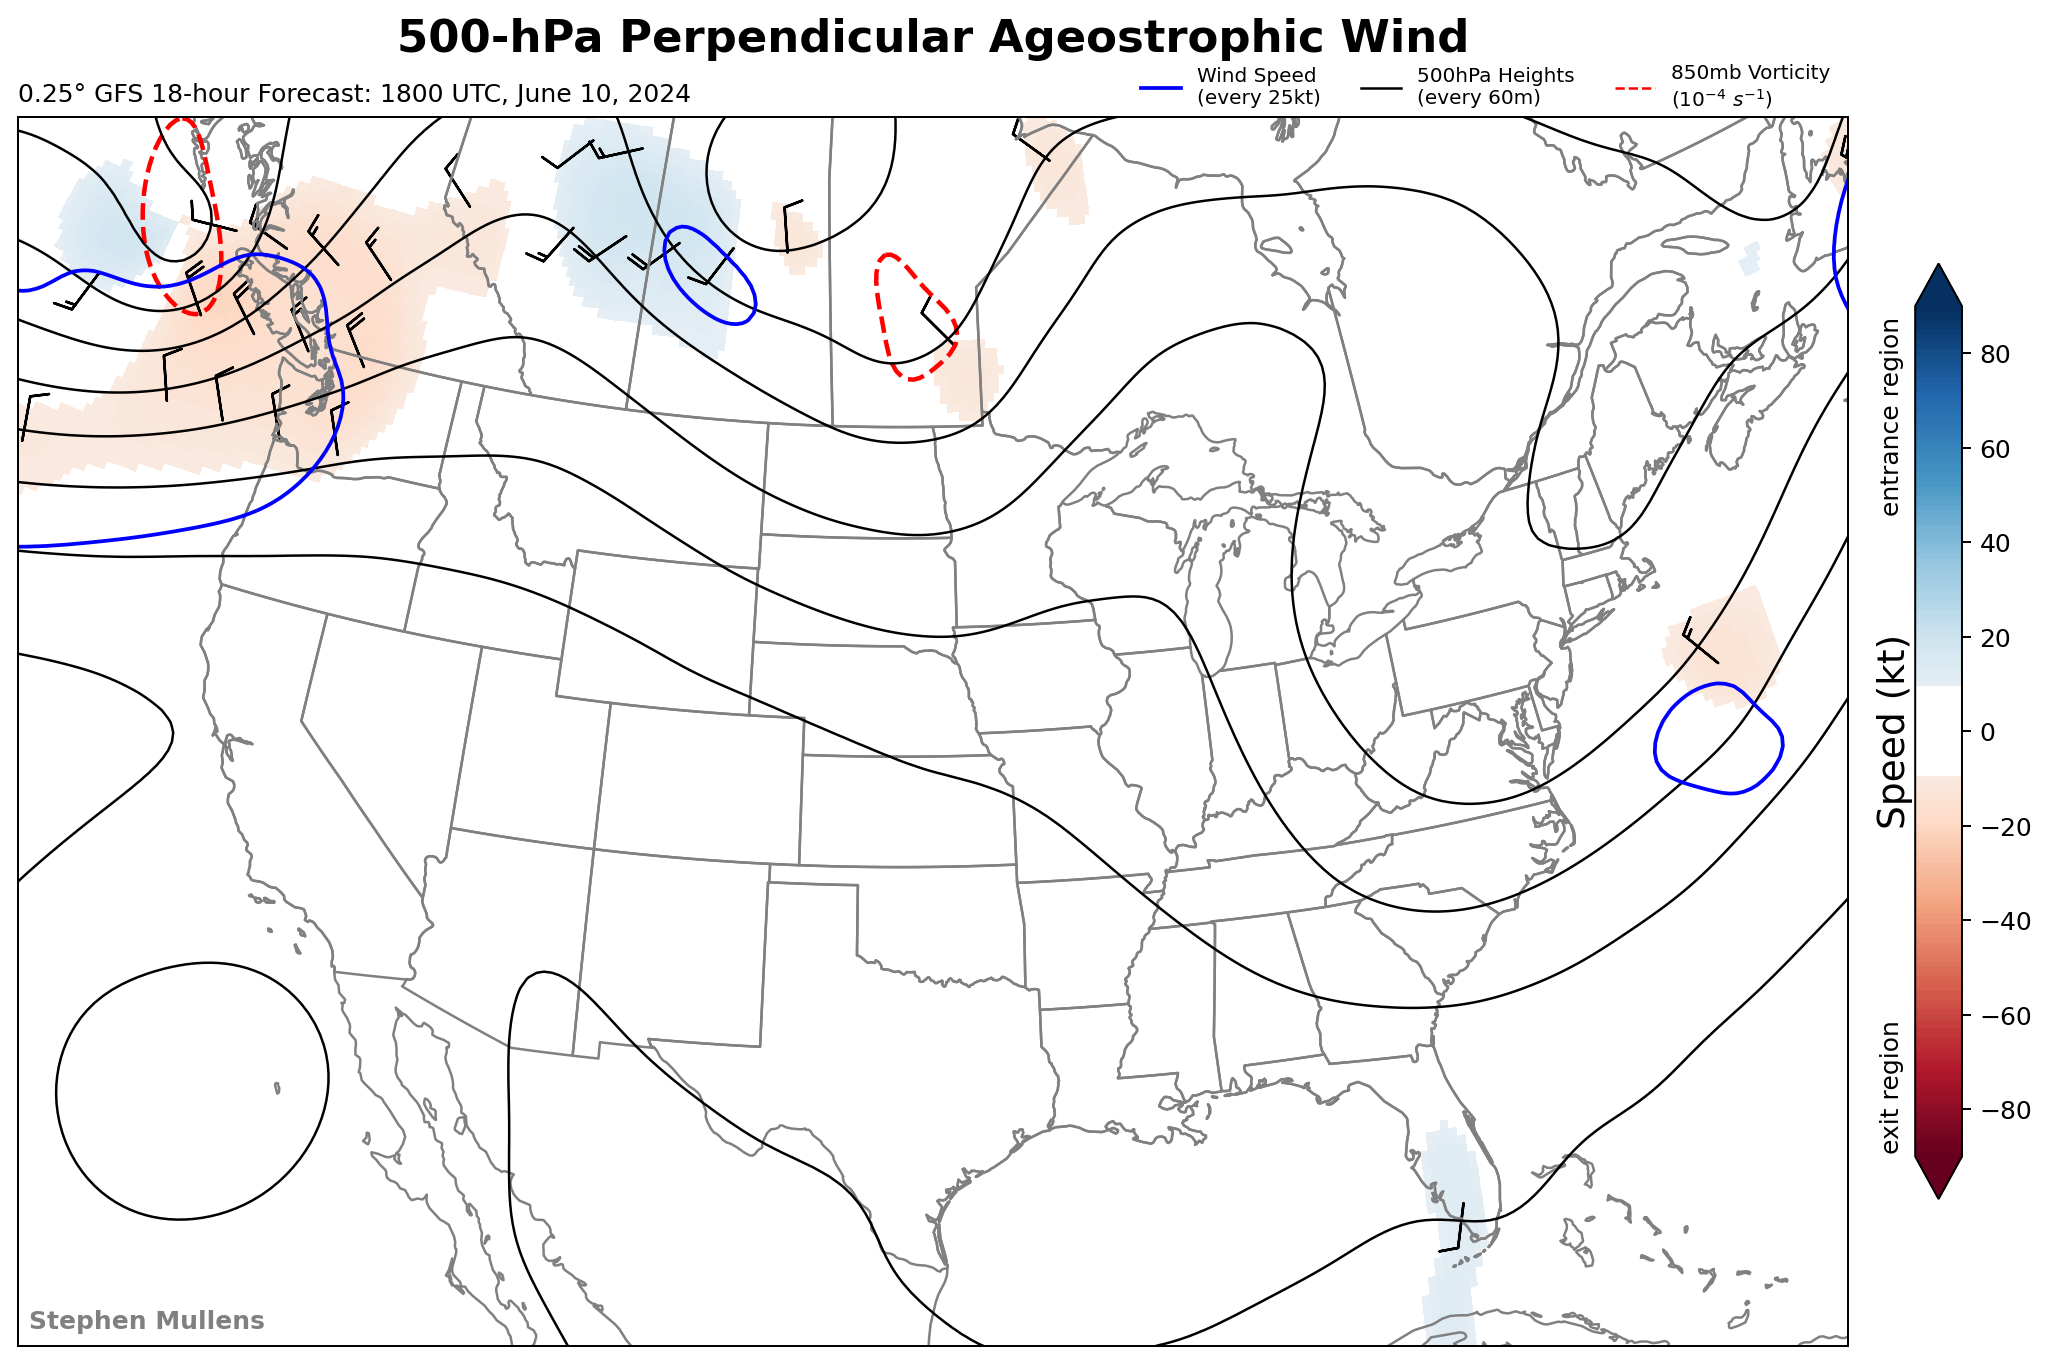 500-hPa Perpendicular Ageostrophic Wind
0.25° GFS 18-hour Forecast: 1800 UTC, June 10, 2024
Wind Speed
(every 25kt)
500hPa Heights
(every 60m)
850mb Vorticity
(10⁻⁴ s⁻¹)
entrance region
Speed (kt)
exit region
80
60
40
20
0
−20
−40
−60
−80
Stephen Mullens